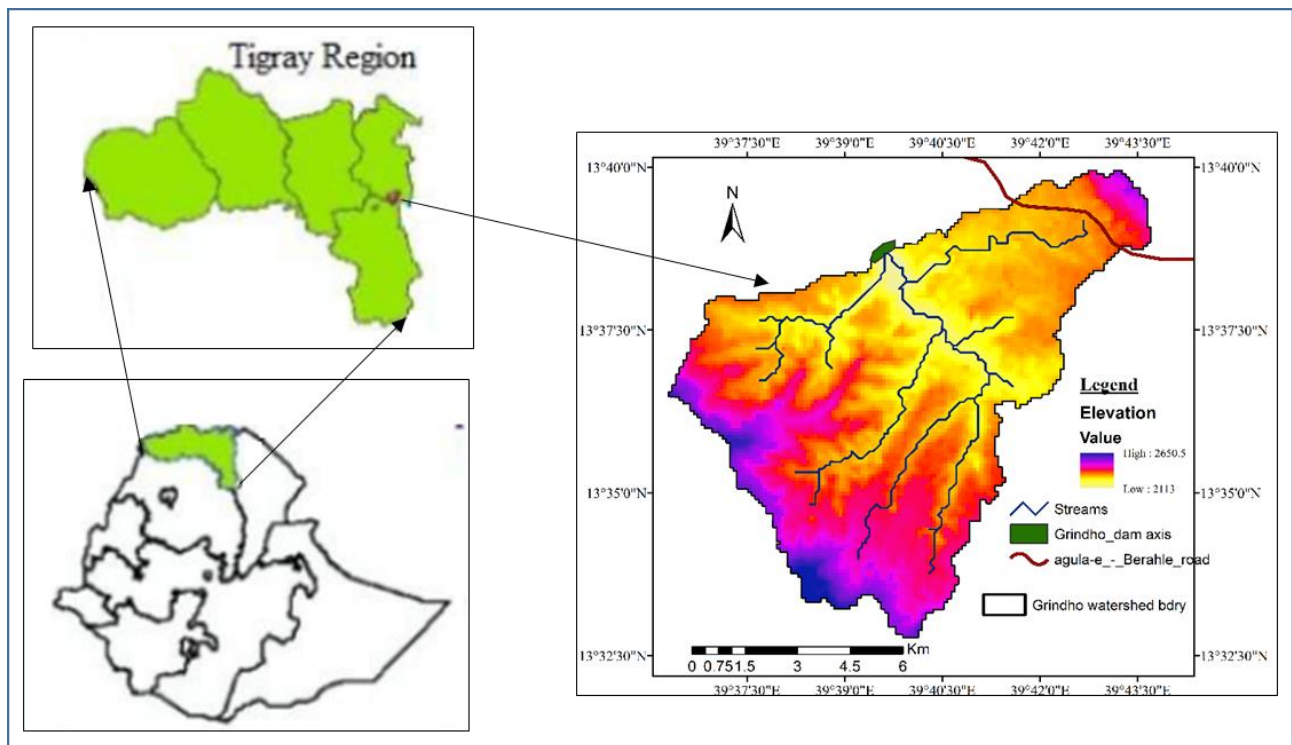 Tigray Region
39°37'30"E 39°39'0"E 39°40'30"E 39°42'0"E 39°43'30"E
13°40'0"N 13°40'0"N
N
13°37'30"N 13°37'30"N
Legend
Elevation
Value
High : 2650.5
Low : 2113
13°35'0"N 13°35'0"N
Streams
Grindho_dam axis
agula-e_-_Berahle_road
Grindho watershed bdry
Km
0 0.75 1.5 3 4.5 6
13°32'30"N 13°32'30"N
39°37'30"E 39°39'0"E 39°40'30"E 39°42'0"E 39°43'30"E